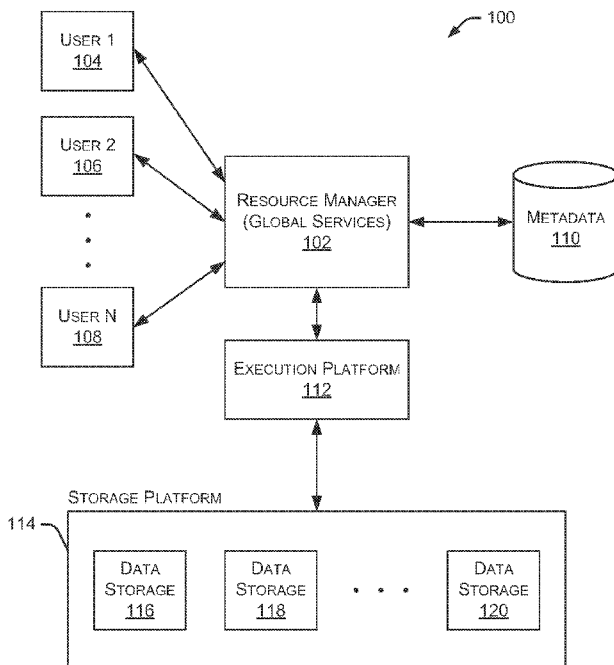 100
USER 1
104
USER 2
106
USER N
108
RESOURCE MANAGER
(GLOBAL SERVICES)
102
METADATA
110
EXECUTION PLATFORM
112
STORAGE PLATFORM
114
DATA
STORAGE
116
DATA
STORAGE
118
DATA
STORAGE
120